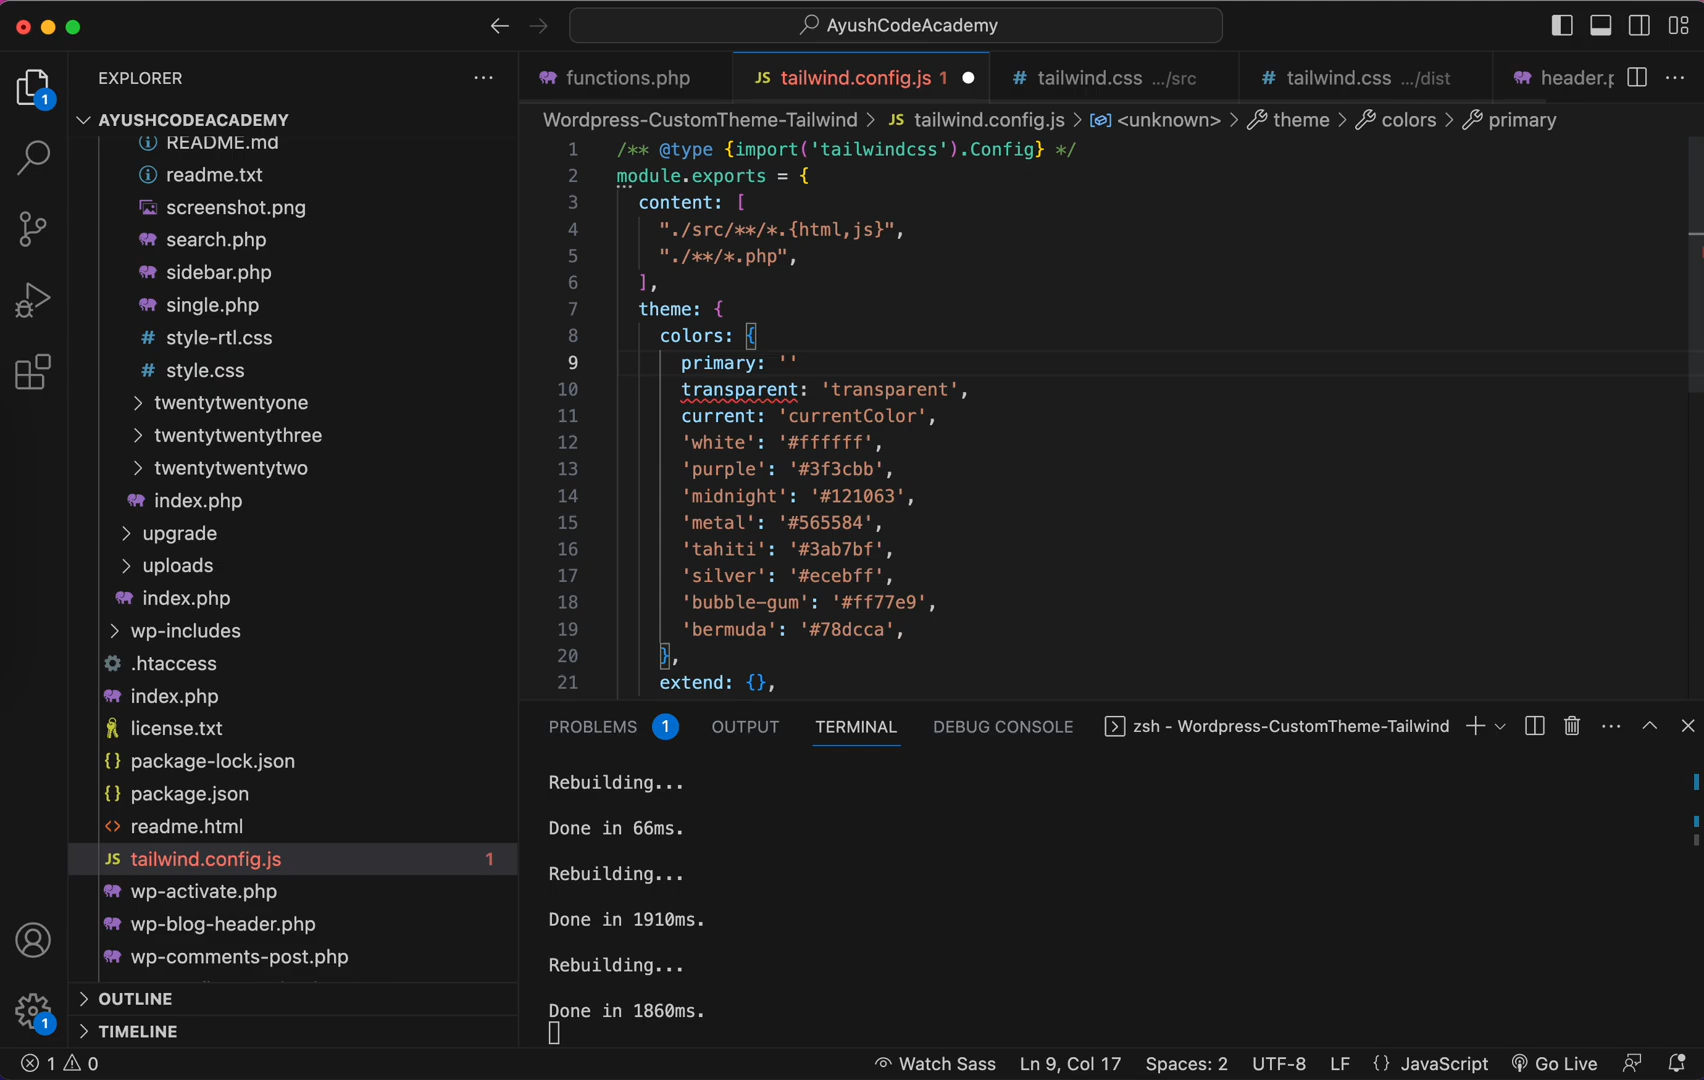 AyushCodeAcademy
EXPLORER
functions.php
JS tailwind.config.js 1
# tailwind.css .../src
# tailwind.css .../dist
header.p
1
AYUSHCODEACADEMY
README.md
readme.txt
screenshot.png
search.php
sidebar.php
single.php
# style-rtl.css
# style.css
twentytwentyone
twentytwentythree
twentytwentytwo
index.php
upgrade
uploads
index.php
wp-includes
.htaccess
index.php
license.txt
{} package-lock.json
{} package.json
<> readme.html
JS tailwind.config.js 1
wp-activate.php
wp-blog-header.php
wp-comments-post.php
OUTLINE
TIMELINE
1
Wordpress-CustomTheme-Tailwind > JS tailwind.config.js > <unknown> > theme > colors > primary
1 /** @type {import('tailwindcss').Config} */
2 module.exports = {
3 content: [
4 "./src/**/*.{html,js}",
5 "./**/*.php",
6 ],
7 theme: {
8 colors: {
9 primary: ''
10 transparent: 'transparent',
11 current: 'currentColor',
12 'white': '#ffffff',
13 'purple': '#3f3cbb',
14 'midnight': '#121063',
15 'metal': '#565584',
16 'tahiti': '#3ab7bf',
17 'silver': '#ecebff',
18 'bubble-gum': '#ff77e9',
19 'bermuda': '#78dcca',
20 },
21 extend: {},
PROBLEMS 1 OUTPUT TERMINAL DEBUG CONSOLE zsh - Wordpress-CustomTheme-Tailwind
Rebuilding...
Done in 66ms.
Rebuilding...
Done in 1910ms.
Rebuilding...
Done in 1860ms.
1 0 Watch Sass Ln 9, Col 17 Spaces: 2 UTF-8 LF {} JavaScript Go Live